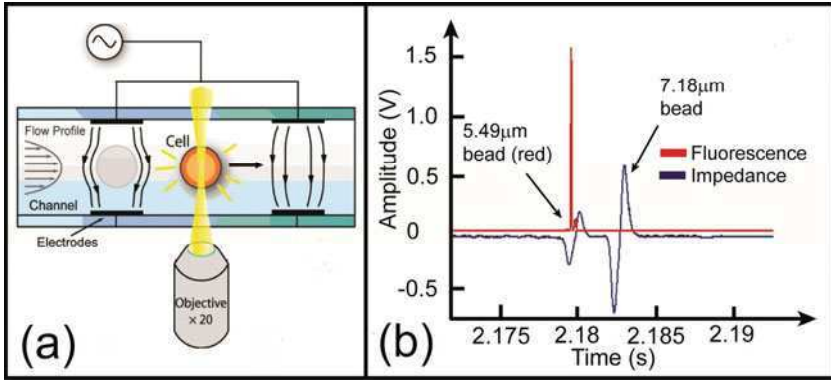 Flow Profile
Cell
Channel
Electrodes
Objective
× 20
(a)
Amplitude (V)
1.5
1.0
0.5
0
-0.5
5.49μm
bead (red)
7.18μm
bead
Fluorescence
Impedance
2.175
2.18
2.185
2.19
Time (s)
(b)